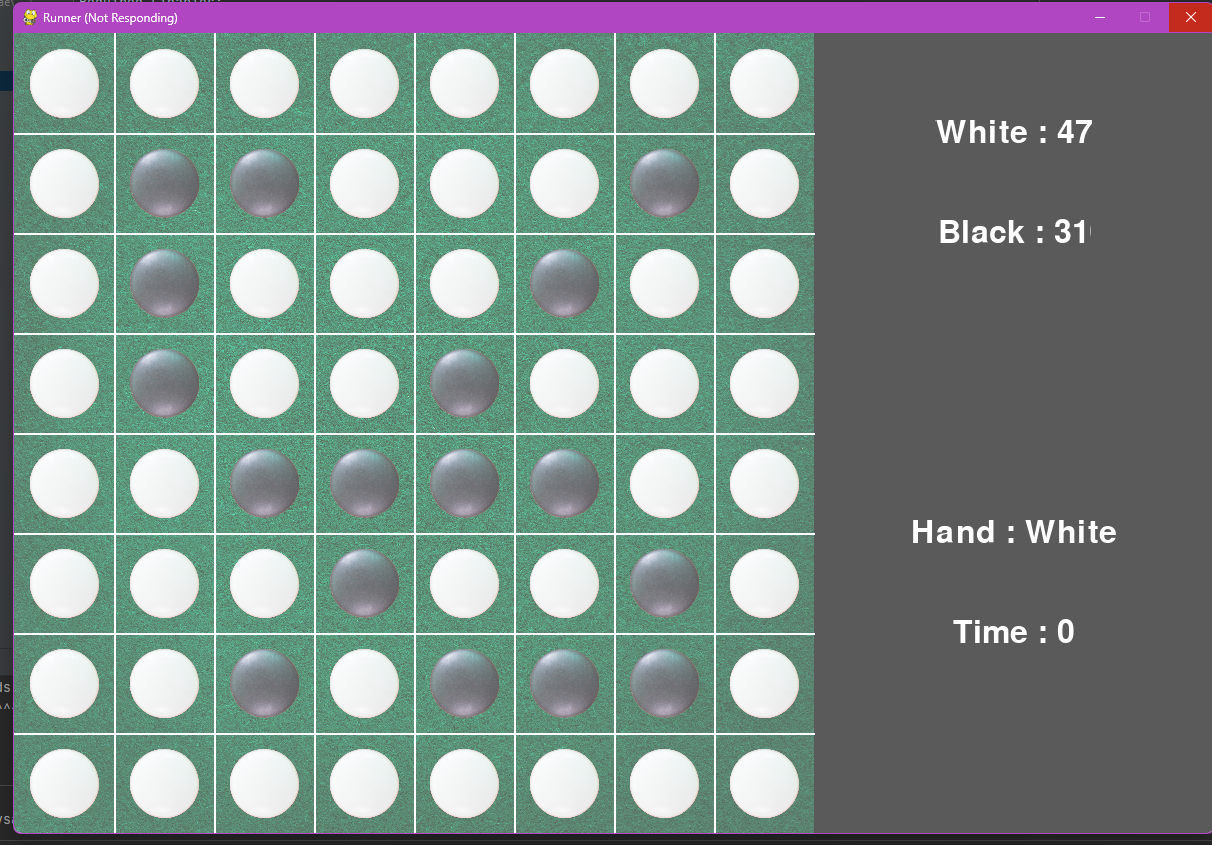 Runner (Not Responding)
White : 47
Black : 31
Hand : White
Time : 0